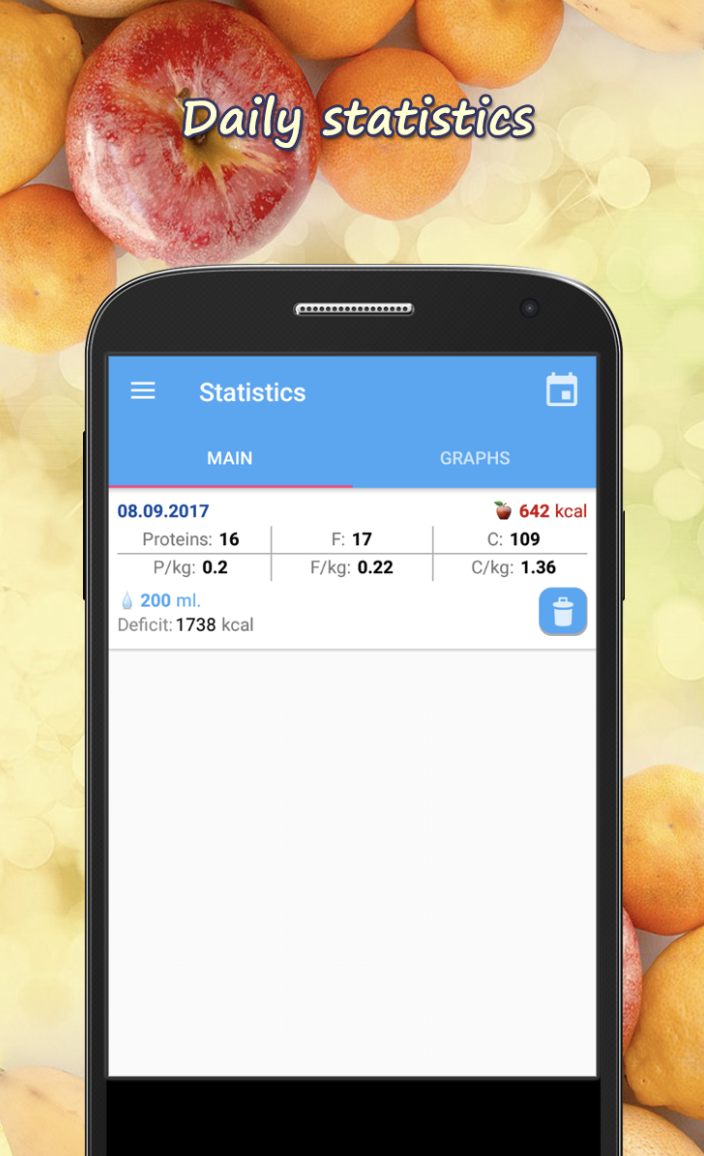 Daily statistics
Statistics
MAIN GRAPHS
08.09.2017 642 kcal
Proteins: 16 F: 17 C: 109
P/kg: 0.2 F/kg: 0.22 C/kg: 1.36
200 ml.
Deficit: 1738 kcal